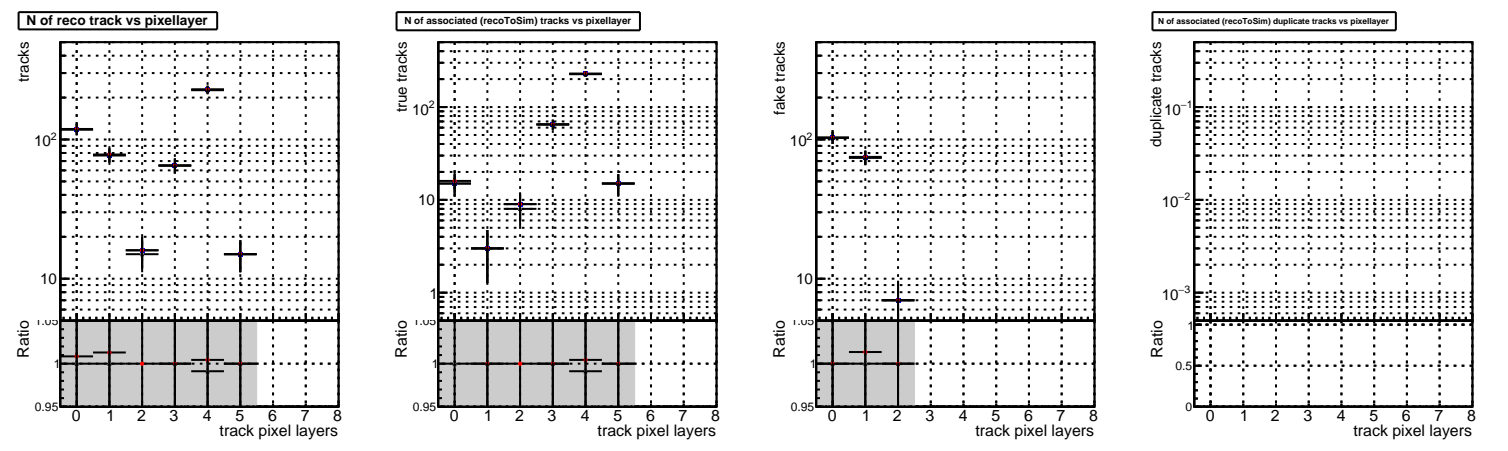 N of reco track vs pixellayer
tracks
10²
10
Ratio
1.05
1
0.95
0 1 2 3 4 5 6 7 8
track pixel layers
N of associated (recoToSim) tracks vs pixellayer
true tracks
10²
10
1
Ratio
1.05
1
0.95
0 1 2 3 4 5 6 7 8
track pixel layers
fake tracks
10²
10
Ratio
1.05
1
0.95
0 1 2 3 4 5 6 7 8
track pixel layers
N of associated (recoToSim) duplicate tracks vs pixellayer
duplicate tracks
10⁻¹
10⁻²
10⁻³
Ratio
1
0.5
0
0 1 2 3 4 5 6 7 8
track pixel layers